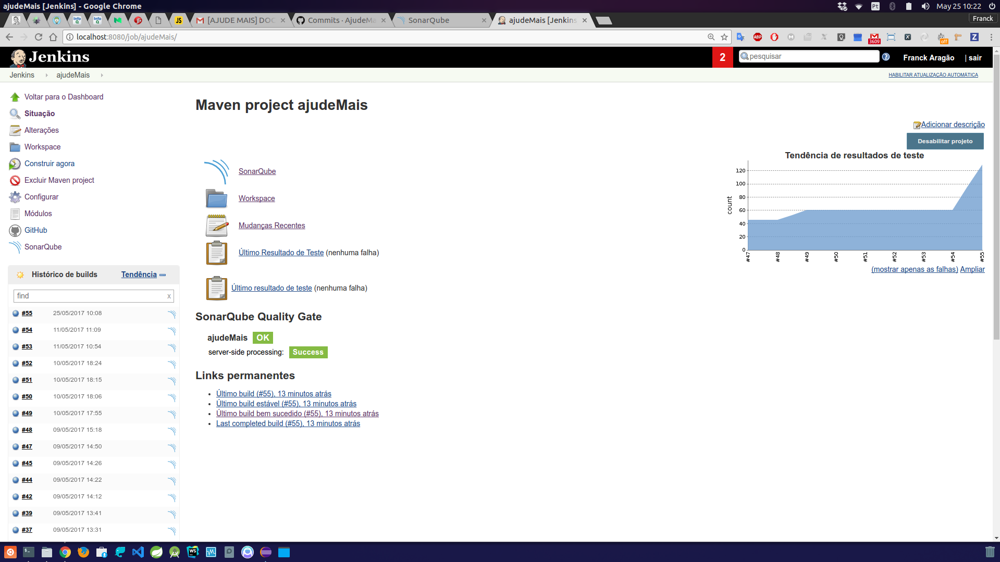 ajudeMais [Jenkins] - Google Chrome
Pt
May 25 10:22
Info
Q
Info
Q
JS
[AJUDE MAIS] DOC
Commits · AjudeMa
SonarQube
ajudeMais [Jenkins
Franck
localhost:8080/job/ajudeMais/
ABP
3609
off
Z
Jenkins
2
pesquisar
Franck Aragão
| sair
Jenkins
ajudeMais
HABILITAR ATUALIZAÇÃO AUTOMÁTICA
Voltar para o Dashboard
Situação
Alterações
Workspace
Construir agora
Excluir Maven project
Configurar
Módulos
GitHub
SonarQube
Histórico de builds
Tendência
find
x
#55 25/05/2017 10:08
#54 11/05/2017 11:09
#53 11/05/2017 10:54
#52 10/05/2017 18:24
#51 10/05/2017 18:15
#50 10/05/2017 18:06
#49 10/05/2017 17:55
#48 09/05/2017 15:18
#47 09/05/2017 14:50
#45 09/05/2017 14:26
#44 09/05/2017 14:22
#42 09/05/2017 14:12
#39 09/05/2017 13:41
#37 09/05/2017 13:31
Maven project ajudeMais
Adicionar descrição
Desabilitar projeto
SonarQube
Workspace
Mudanças Recentes
Último Resultado de Teste (nenhuma falha)
Último resultado de teste (nenhuma falha)
SonarQube Quality Gate
ajudeMais OK
server-side processing: Success
Links permanentes
Último build (#55), 13 minutos atrás
Último build estável (#55), 13 minutos atrás
Último build bem sucedido (#55), 13 minutos atrás
Last completed build (#55), 13 minutos atrás
Tendência de resultados de teste
count
120
100
80
60
40
20
0
#47
#48
#49
#50
#51
#52
#53
#54
#55
(mostrar apenas as falhas) Ampliar
WS